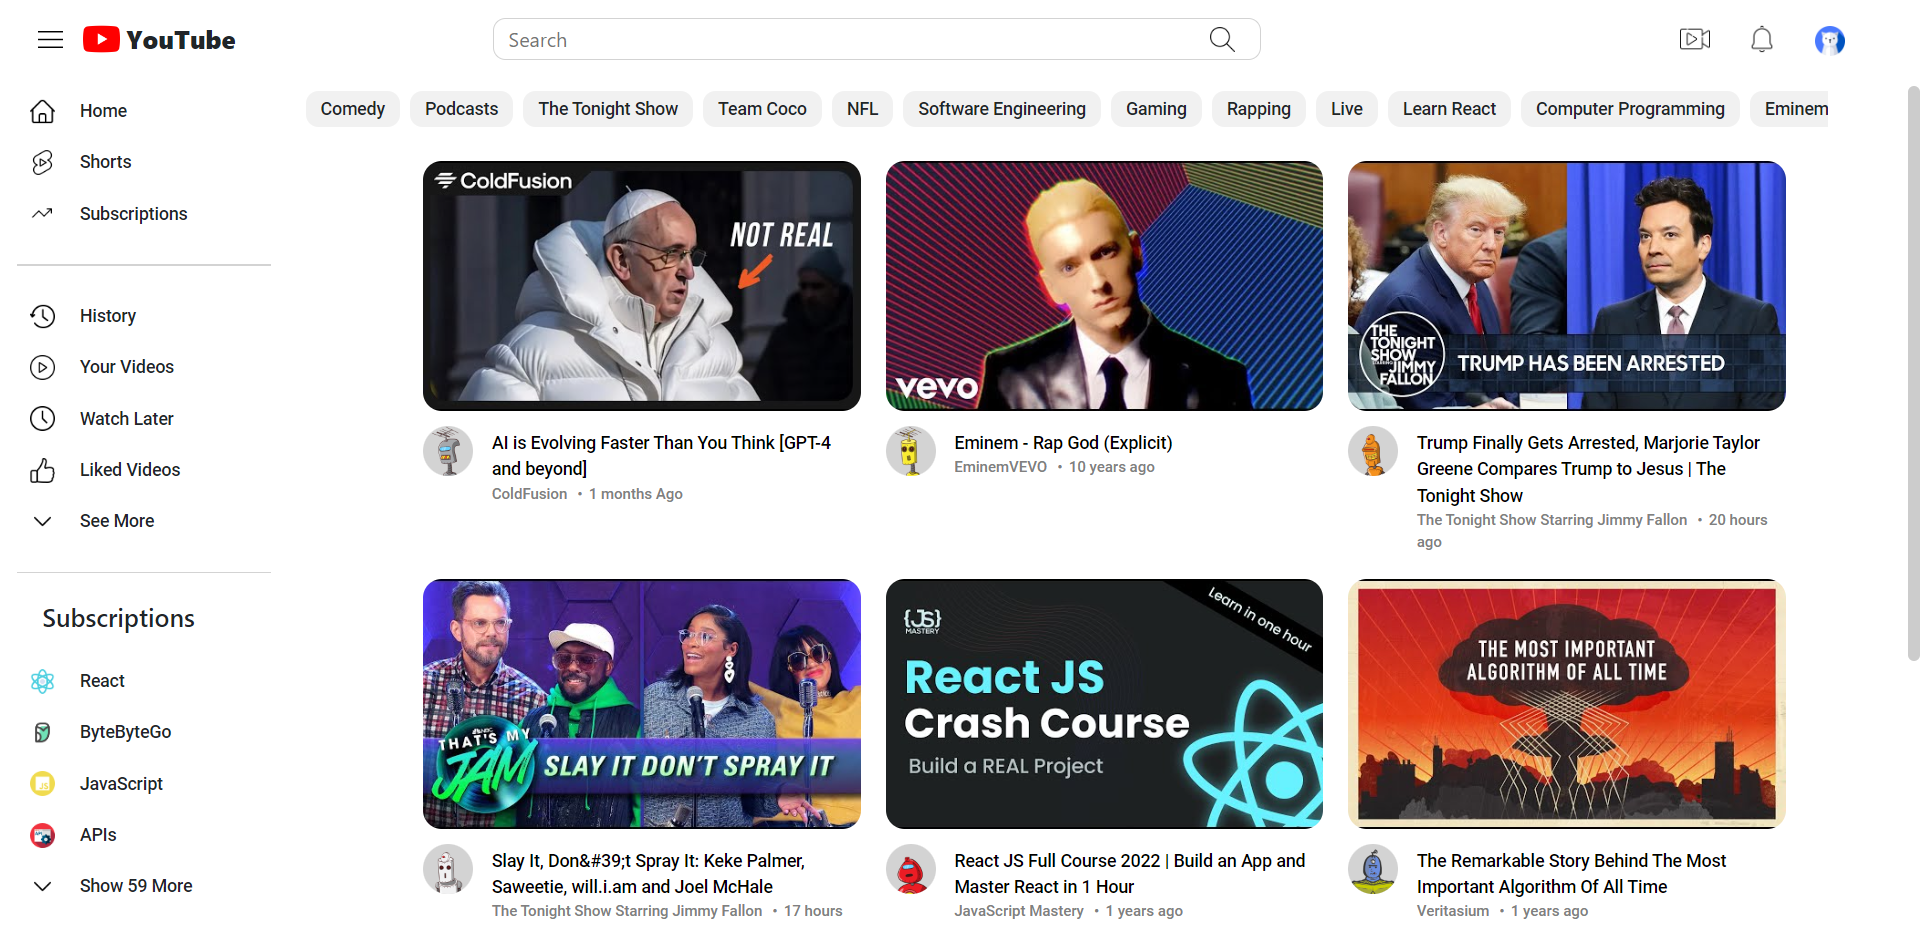 YouTube
Search
Home
Shorts
Subscriptions
History
Your Videos
Watch Later
Liked Videos
See More
Subscriptions
React
ByteByteGo
JavaScript
APIs
Show 59 More
Comedy Podcasts The Tonight Show Team Coco NFL Software Engineering Gaming Rapping Live Learn React Computer Programming Eminem
ColdFusion
NOT REAL
AI is Evolving Faster Than You Think [GPT-4
and beyond]
ColdFusion • 1 months Ago
vevo
Eminem - Rap God (Explicit)
EminemVEVO • 10 years ago
THE
TONIGHT
SHOW
JIMMY
FALLON
TRUMP HAS BEEN ARRESTED
Trump Finally Gets Arrested, Marjorie Taylor
Greene Compares Trump to Jesus | The
Tonight Show
The Tonight Show Starring Jimmy Fallon • 20 hours
ago
THAT'S MY
JAM
SLAY IT DON'T SPRAY IT
Slay It, Don&#39;t Spray It: Keke Palmer,
Saweetie, will.i.am and Joel McHale
The Tonight Show Starring Jimmy Fallon • 17 hours
{JS}
MASTERY
Learn in one hour
React JS
Crash Course
Build a REAL Project
React JS Full Course 2022 | Build an App and
Master React in 1 Hour
JavaScript Mastery • 1 years ago
THE MOST IMPORTANT
ALGORITHM OF ALL TIME
The Remarkable Story Behind The Most
Important Algorithm Of All Time
Veritasium • 1 years ago